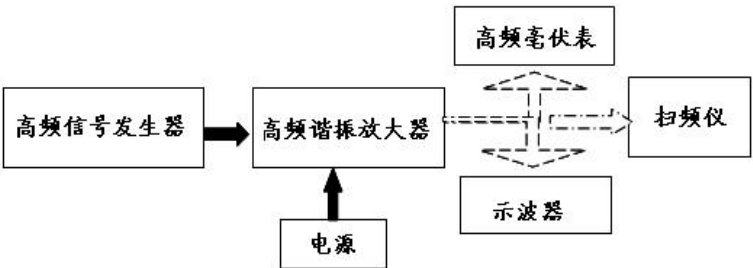 高频毫伏表
高频信号发生器
高频谐振放大器
扫频仪
示波器
电源